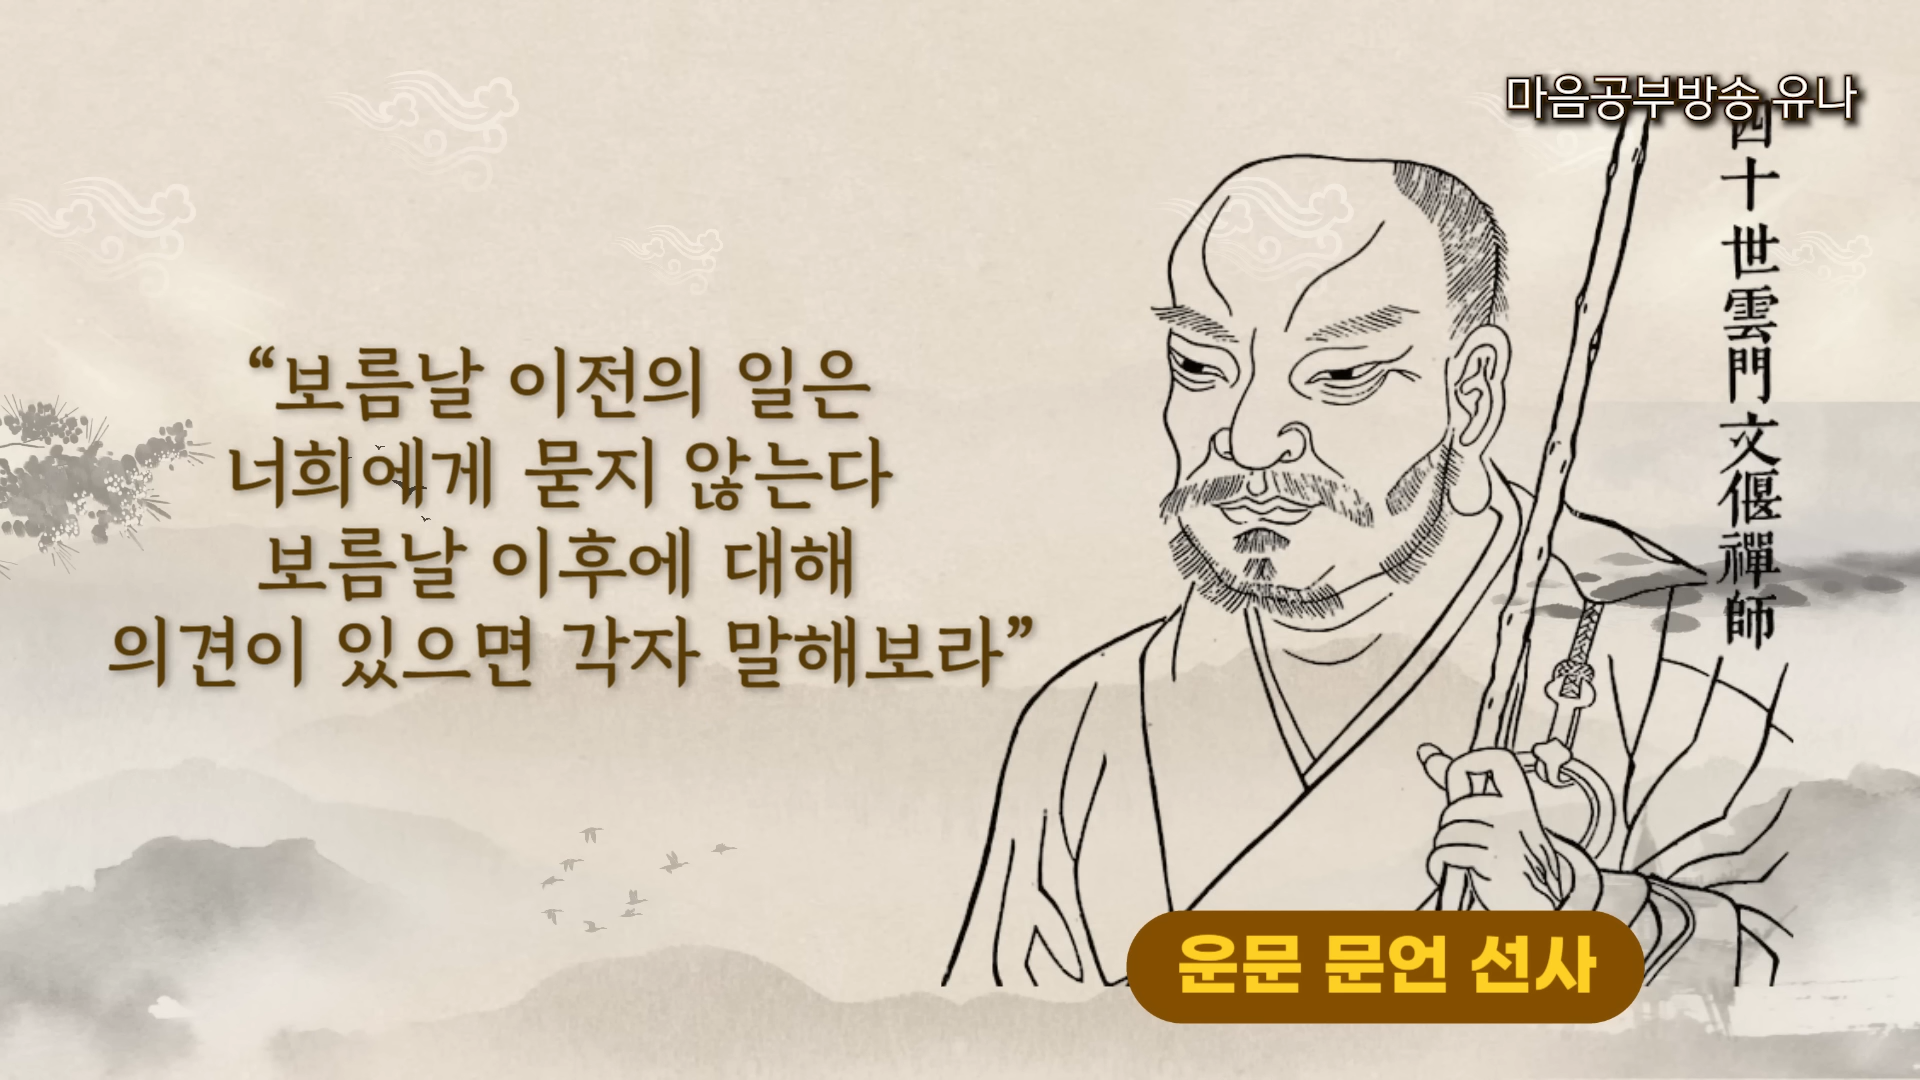 마음공부방송 유나
“보름날 이전의 일은
너희에게 묻지 않는다
보름날 이후에 대해
의견이 있으면 각자 말해보라”
四十世雲門文偃禪師
운문 문언 선사